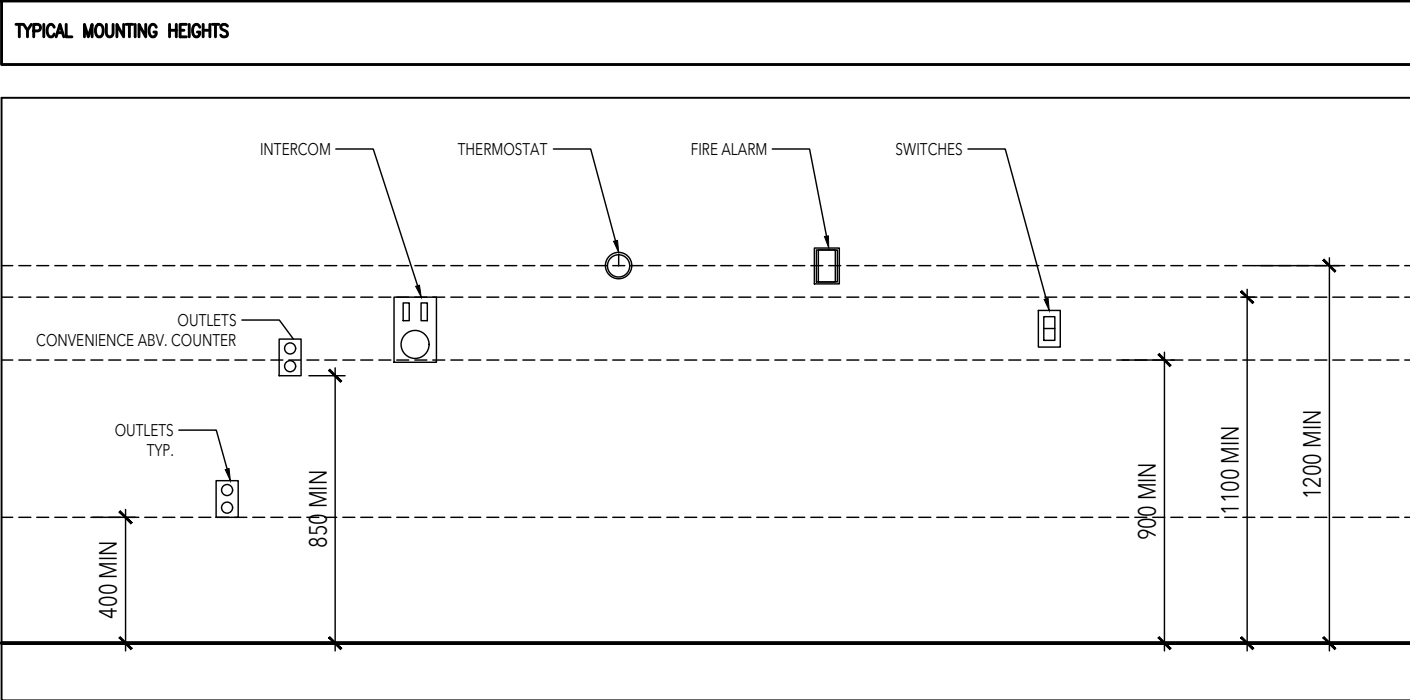 TYPICAL MOUNTING HEIGHTS
INTERCOM
THERMOSTAT
FIRE ALARM
SWITCHES
OUTLETS
CONVENIENCE ABV. COUNTER
OUTLETS
TYP.
400 MIN
850 MIN
900 MIN
1100 MIN
1200 MIN